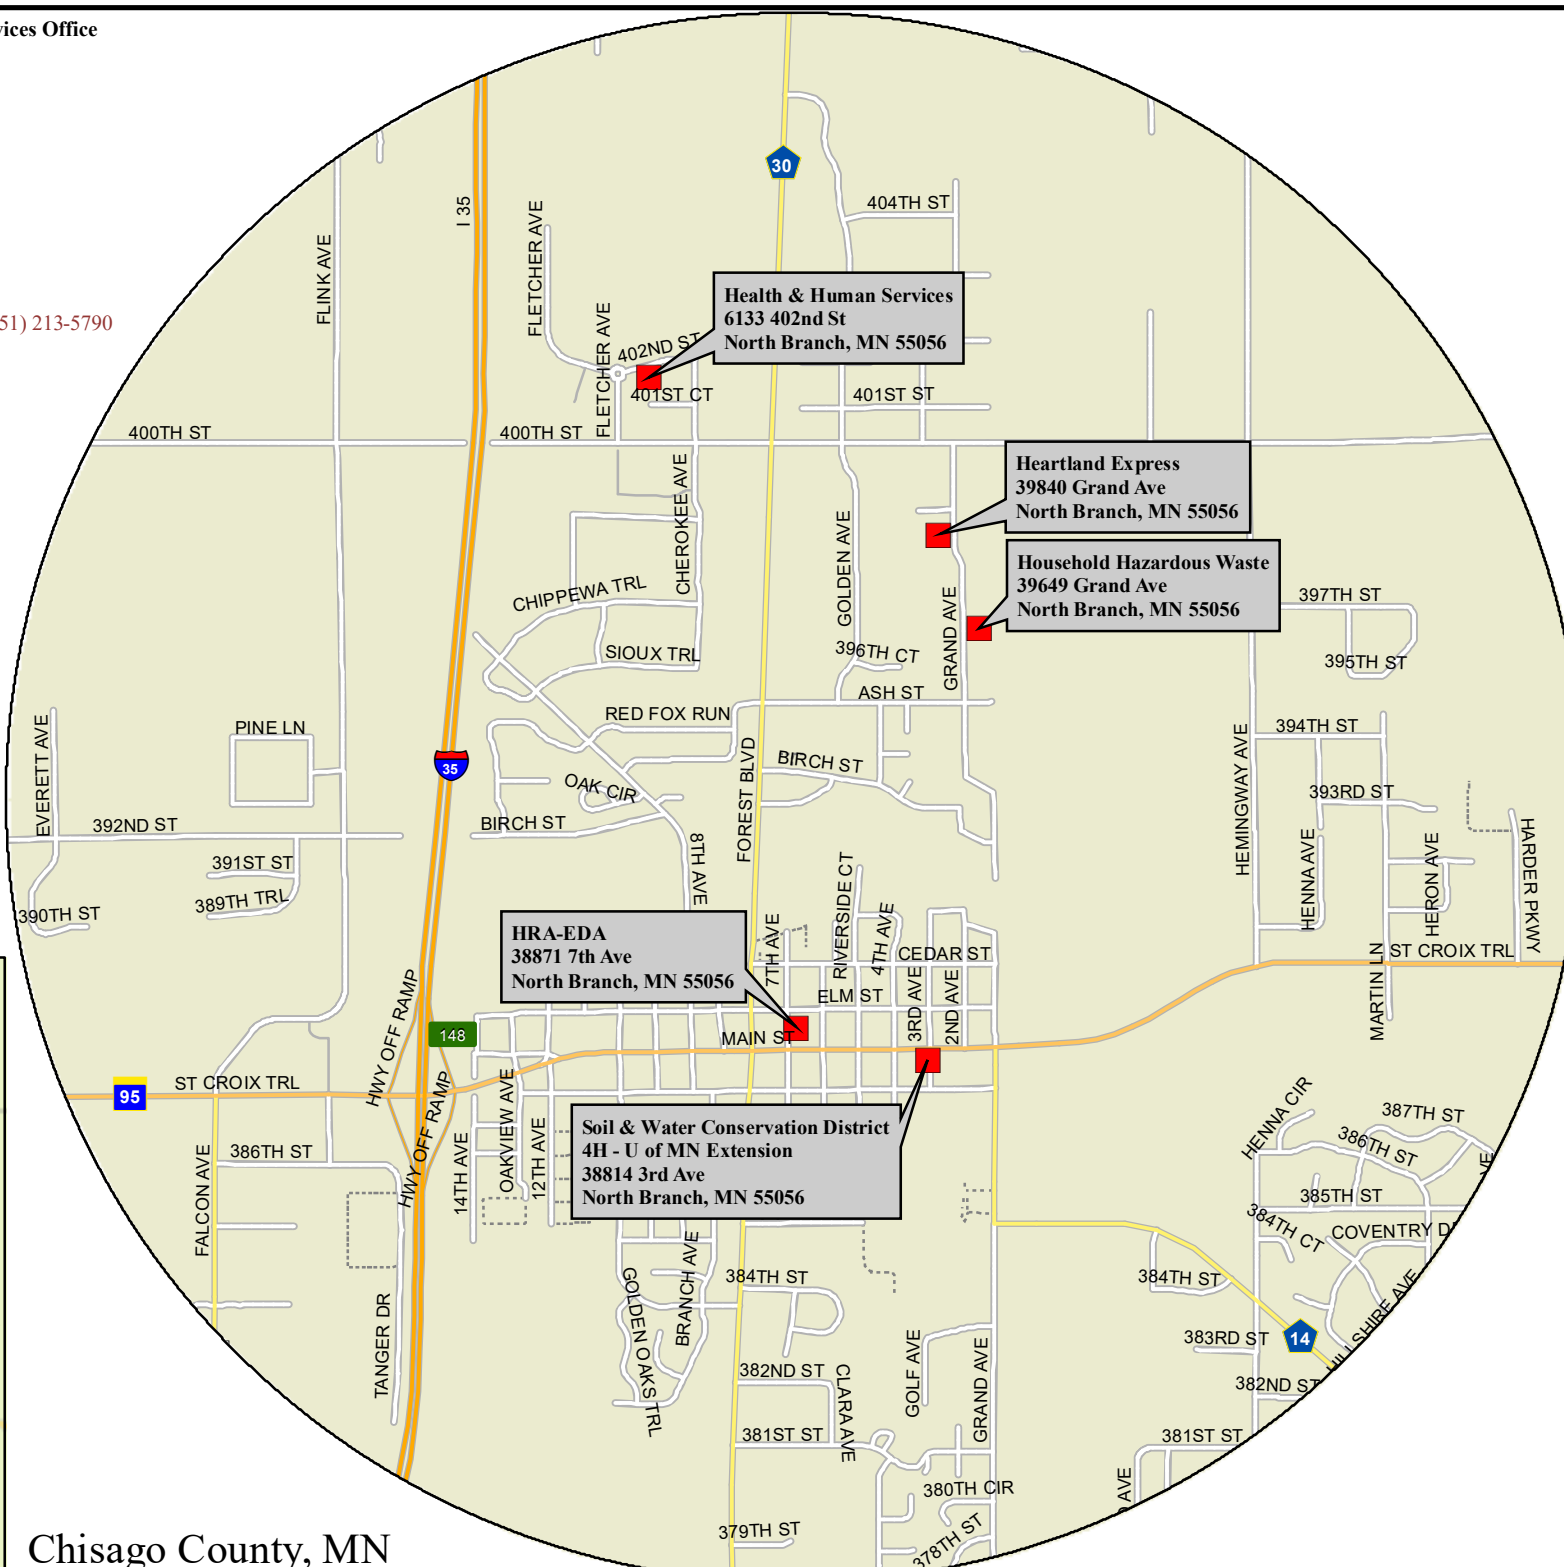 vices Office
51) 213-5790
30
404TH ST
I 35
FLINK AVE
FLETCHER AVE
FLETCHER AVE
402ND ST
Health & Human Services
6133 402nd St
North Branch, MN 55056
401ST CT
401ST ST
400TH ST
400TH ST
Heartland Express
39840 Grand Ave
North Branch, MN 55056
CHEROKEE AVE
GOLDEN AVE
Household Hazardous Waste
39649 Grand Ave
North Branch, MN 55056
GRAND AVE
CHIPPEWA TRL
397TH ST
SIOUX TRL
396TH CT
395TH ST
ASH ST
RED FOX RUN
PINE LN
394TH ST
EVERETT AVE
35
FOREST BLVD
BIRCH ST
HEMINGWAY AVE
OAK CIR
393RD ST
392ND ST
BIRCH ST
8TH AVE
391ST ST
389TH TRL
390TH ST
HENNA AVE
HERON AVE
HARDER PKWY
RIVERSIDE CT
4TH AVE
7TH AVE
HRA-EDA
38871 7th Ave
North Branch, MN 55056
CEDAR ST
ST CROIX TRL
MARTIN LN
ELM ST
3RD AVE
2ND AVE
HWY OFF RAMP
148
MAIN ST
95
ST CROIX TRL
HWY OFF RAMP
OAKVIEW AVE
14TH AVE
12TH AVE
Soil & Water Conservation District
4H - U of MN Extension
38814 3rd Ave
North Branch, MN 55056
HENNA CIR
387TH ST
386TH ST
386TH ST
FALCON AVE
385TH ST
384TH CT
COVENTRY D
BRANCH AVE
384TH ST
384TH ST
GOLDEN OAKS TRL
TANGER DR
383RD ST
14
HILLSHIRE AVE
382ND ST
CLARA AVE
GOLF AVE
GRAND AVE
382ND ST
381ST ST
381ST ST
AVE
380TH CIR
379TH ST
378TH ST
Chisago County, MN